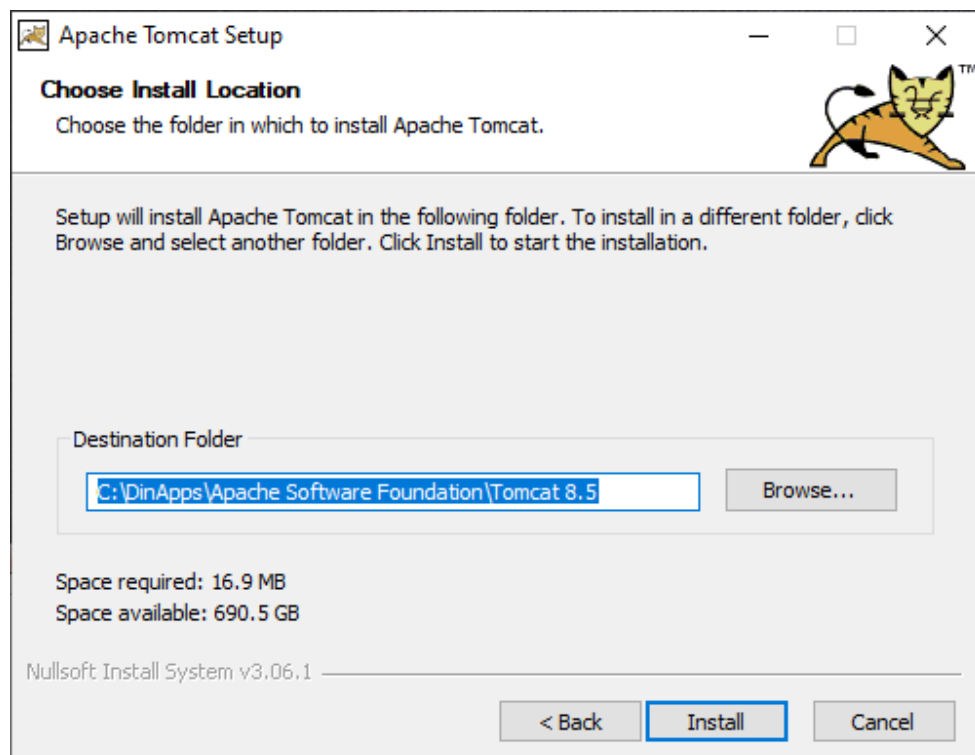 Apache Tomcat Setup
Choose Install Location
Choose the folder in which to install Apache Tomcat.
TM
Setup will install Apache Tomcat in the following folder. To install in a different folder, click
Browse and select another folder. Click Install to start the installation.
Destination Folder
C:\DinApps\Apache Software Foundation\Tomcat 8.5
Browse...
Space required: 16.9 MB
Space available: 690.5 GB
Nullsoft Install System v3.06.1
< Back
Install
Cancel